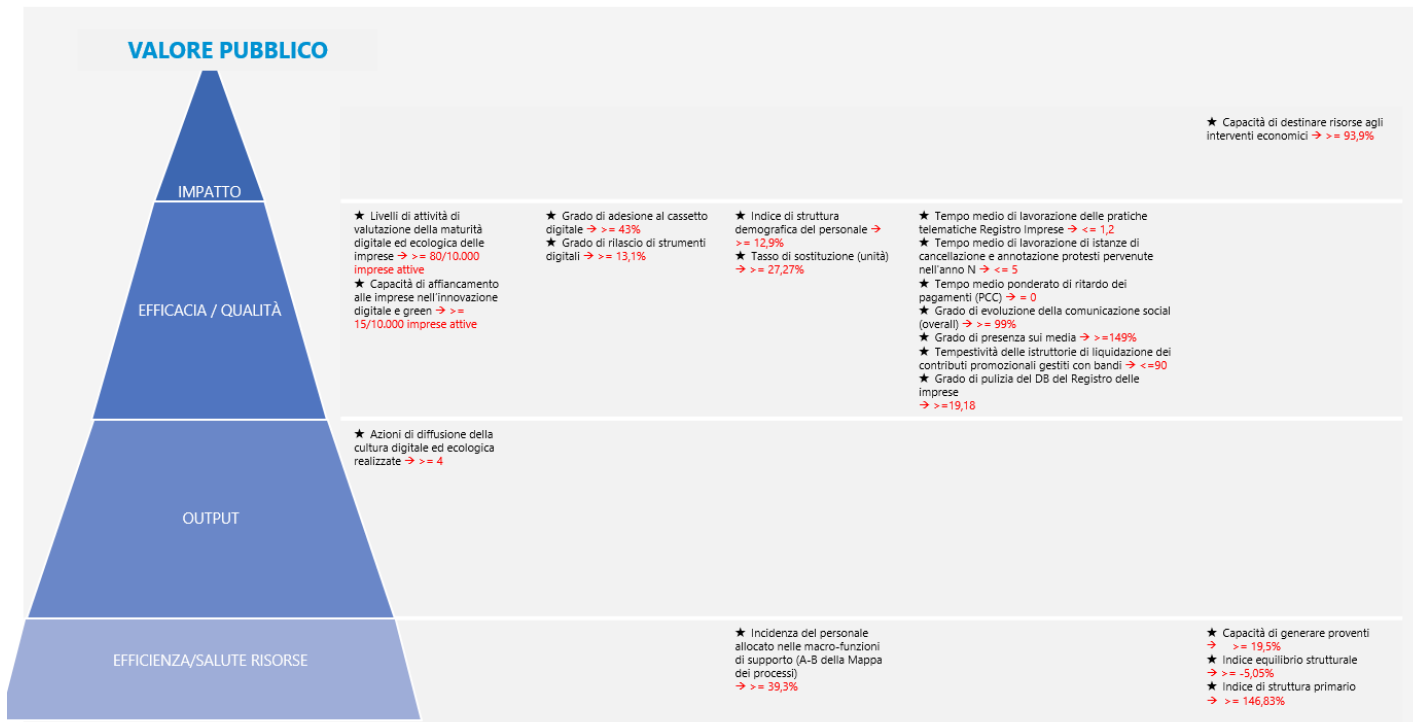 VALORE PUBBLICO
★ Capacità di destinare risorse agli
interventi economici → >= 93,9%
IMPATTO
★ Livelli di attività di
valutazione della maturità
digitale ed ecologica delle
imprese → >= 80/10.000
imprese attive
★ Capacità di affiancamento
alle imprese nell'innovazione
digitale e green → >=
15/10.000 imprese attive
★ Grado di adesione al cassetto
digitale → >= 43%
★ Grado di rilascio di strumenti
digitali → >= 13,1%
★ Indice di struttura
demografica del personale →
>= 12,9%
★ Tasso di sostituzione (unità)
→ >= 27,27%
★ Tempo medio di lavorazione delle pratiche
telematiche Registro Imprese → <= 1,2
★ Tempo medio di lavorazione di istanze di
cancellazione e annotazione protesti pervenute
nell'anno N → <= 5
★ Tempo medio ponderato di ritardo dei
pagamenti (PCC) → = 0
★ Grado di evoluzione della comunicazione social
(overall) → >= 99%
★ Grado di presenza sui media → >=149%
★ Tempestività delle istruttorie di liquidazione dei
contributi promozionali gestiti con bandi → <=90
★ Grado di pulizia del DB del Registro delle
imprese
→ >=19,18
EFFICACIA / QUALITÀ
★ Azioni di diffusione della
cultura digitale ed ecologica
realizzate → >= 4
OUTPUT
★ Incidenza del personale
allocato nelle macro-funzioni
di supporto (A-B della Mappa
dei processi)
→ >= 39,3%
★ Capacità di generare proventi
→ >= 19,5%
★ Indice equilibrio strutturale
→ >= -5,05%
★ Indice di struttura primario
→ >= 146,83%
EFFICIENZA/SALUTE RISORSE